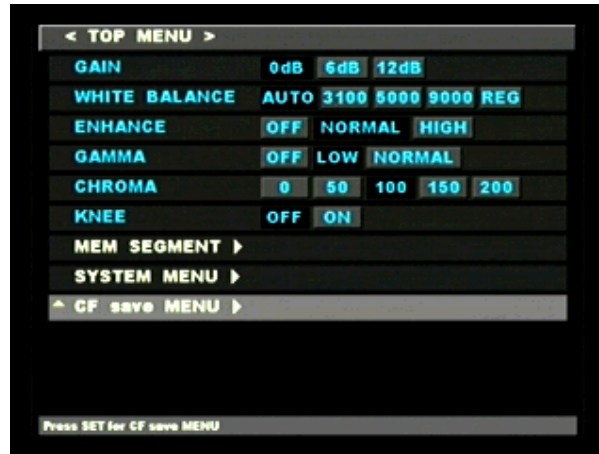 < TOP MENU >
GAIN 0dB 6dB 12dB
WHITE BALANCE AUTO 3100 5000 9000 REG
ENHANCE OFF NORMAL HIGH
GAMMA OFF LOW NORMAL
CHROMA 0 50 100 150 200
KNEE OFF ON
MEM SEGMENT
SYSTEM MENU
CF save MENU
Press SET for CF save MENU